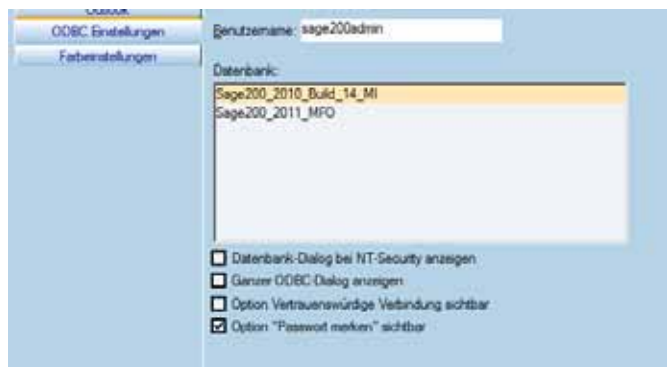 Outlook
ODBC Einstellungen
Farbeinstellungen
Benutzername: sage200admin
Datenbank:
Sage200_2010_Build_14_MI
Sage200_2011_MFO
Datenbank-Dialog bei NT-Security anzeigen
Ganzer ODBC-Dialog anzeigen
Option Vertrauenswürdige Verbindung sichtbar
Option "Passwort merken" sichtbar